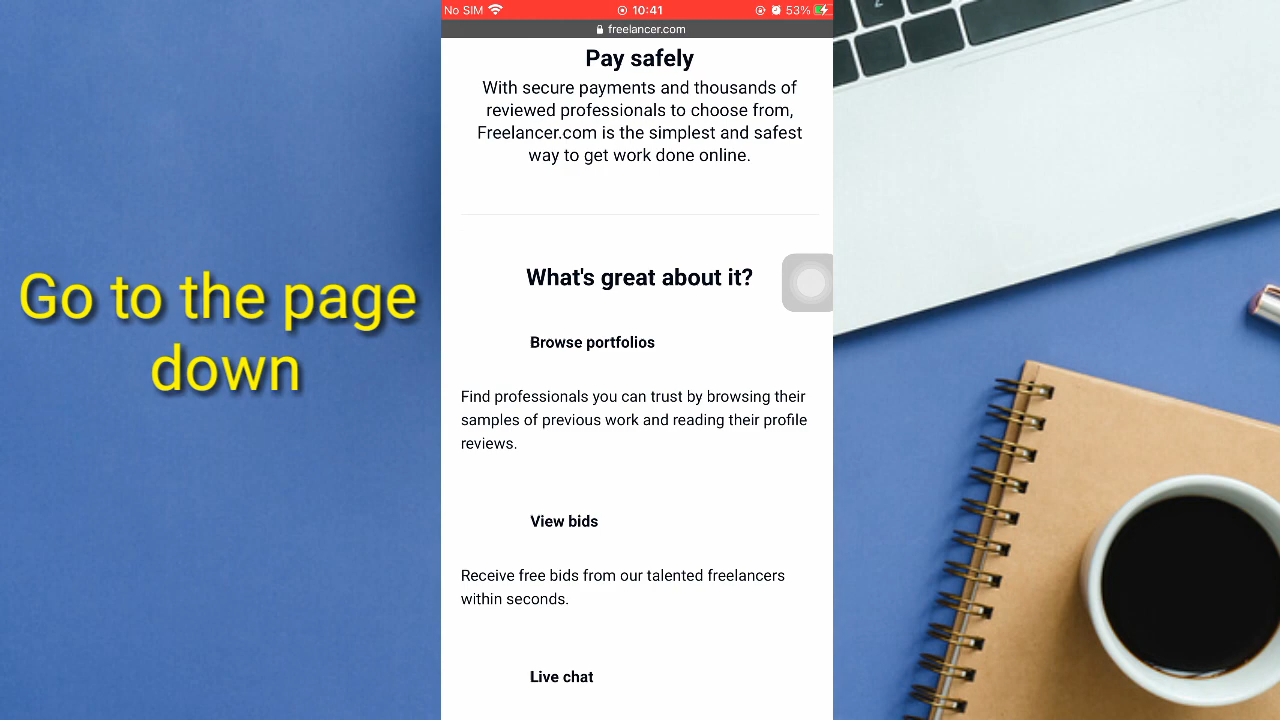 Go to the page
down
No SIM
10:41
53%
freelancer.com
Pay safely
With secure payments and thousands of
reviewed professionals to choose from,
Freelancer.com is the simplest and safest
way to get work done online.
What's great about it?
Browse portfolios
Find professionals you can trust by browsing their
samples of previous work and reading their profile
reviews.
View bids
Receive free bids from our talented freelancers
within seconds.
Live chat